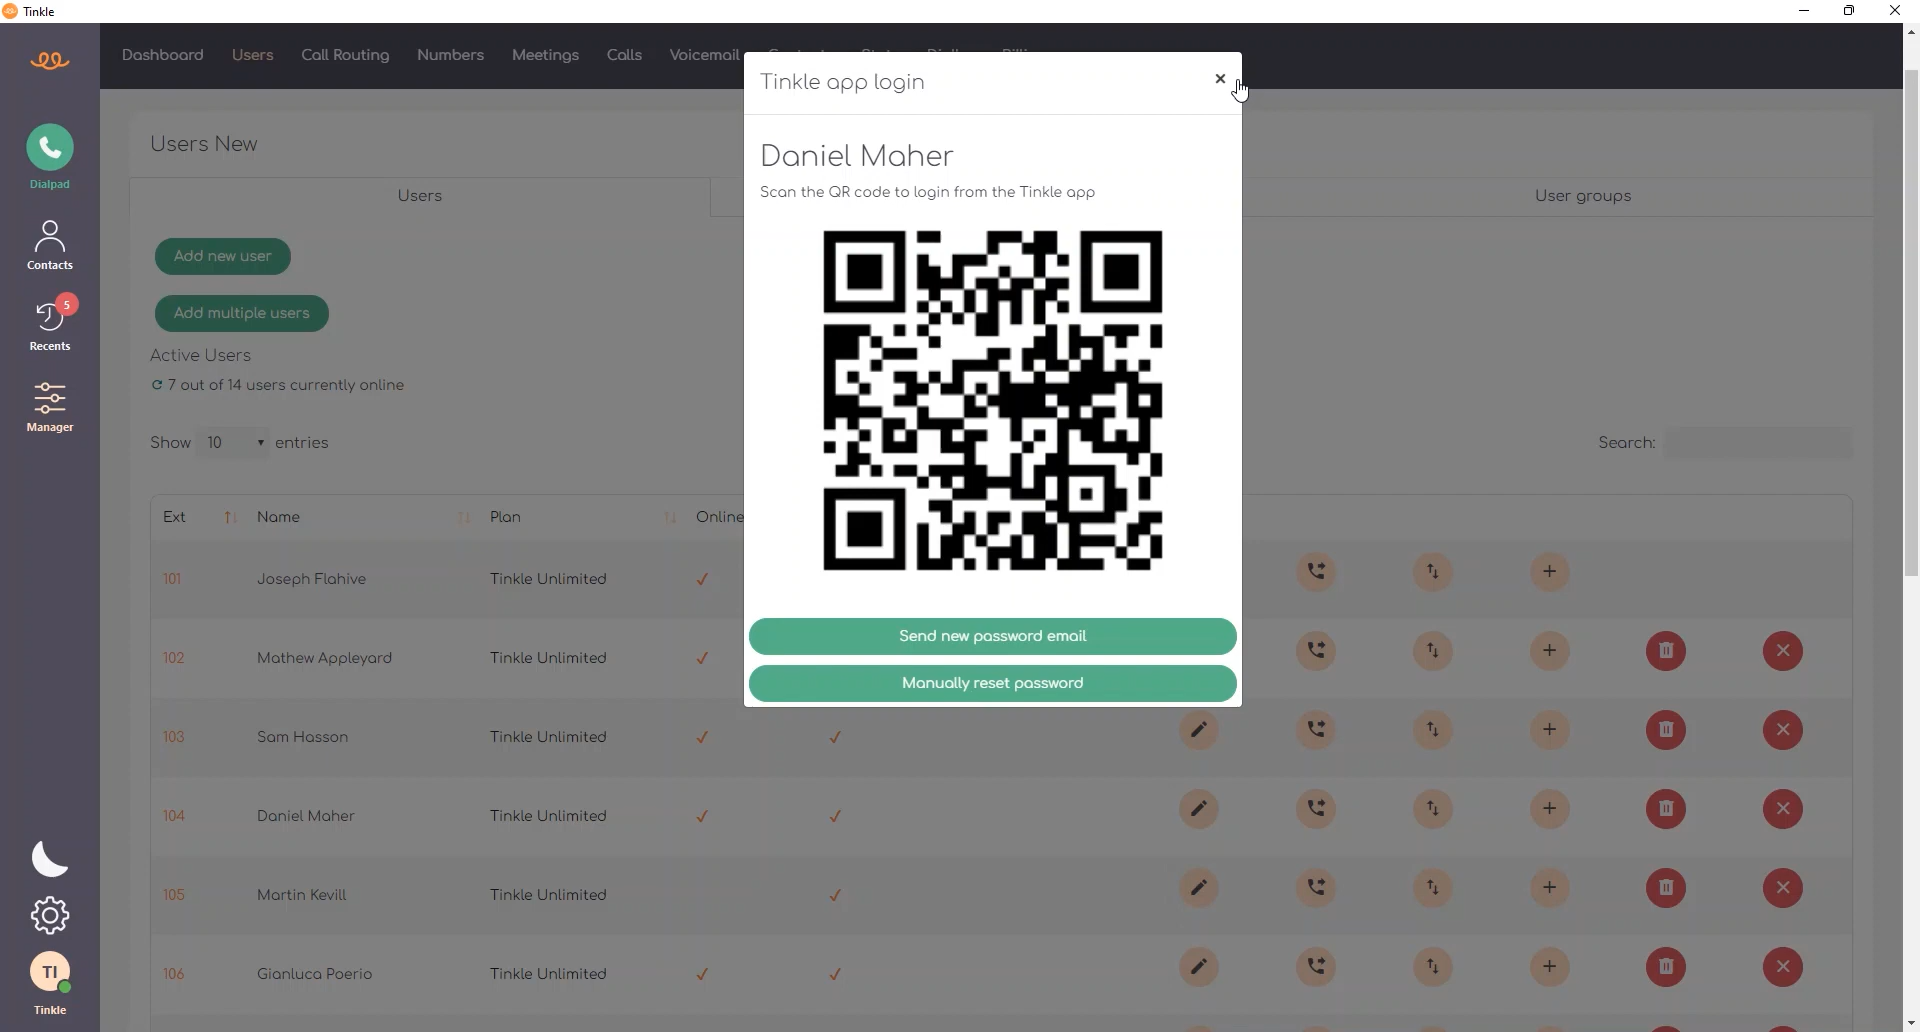 Tinkle
Dashboard Users Call Routing Numbers Meetings Calls Voicemail
Dialpad
Contacts
5
Recents
Manager
TI
Tinkle
Users New
Users
User groups
Add new user
Add multiple users
Active Users
7 out of 14 users currently online
Show 10 entries
Search:
Ext Name Plan Online
101 Joseph Flahive Tinkle Unlimited
102 Mathew Appleyard Tinkle Unlimited
103 Sam Hasson Tinkle Unlimited
104 Daniel Maher Tinkle Unlimited
105 Martin Kevill Tinkle Unlimited
106 Gianluca Poerio Tinkle Unlimited
Tinkle app login
×
Daniel Maher
Scan the QR code to login from the Tinkle app
Send new password email
Manually reset password